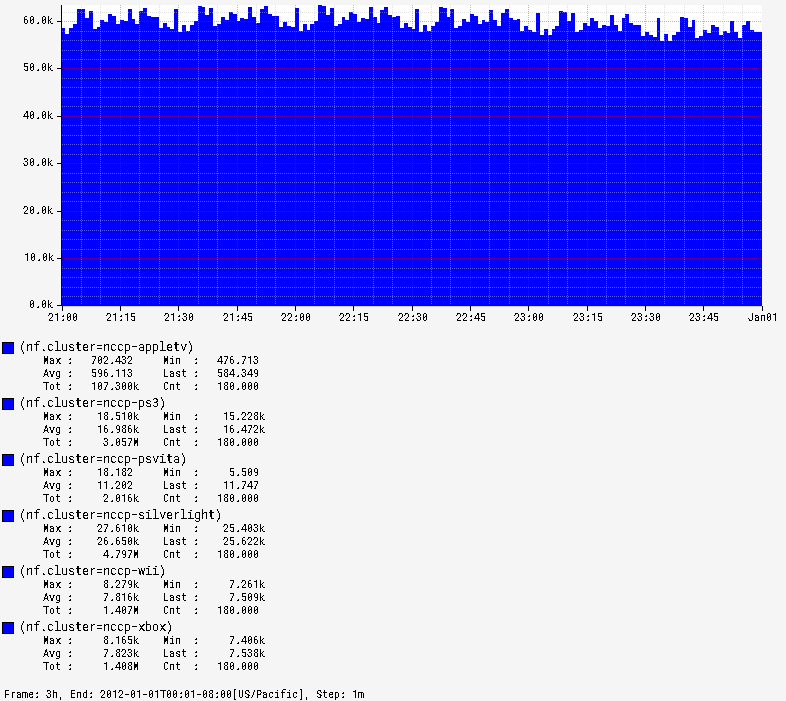 60.0k
50.0k
40.0k
30.0k
20.0k
10.0k
0.0k
21:00 21:15 21:30 21:45 22:00 22:15 22:30 22:45 23:00 23:15 23:30 23:45 Jan01
(nf.cluster=nccp-appletv)
Max : 702.432 Min : 476.713
Avg : 596.113 Last : 584.349
Tot : 107.300k Cnt : 180.000
(nf.cluster=nccp-ps3)
Max : 18.510k Min : 15.228k
Avg : 16.986k Last : 16.472k
Tot : 3.057M Cnt : 180.000
(nf.cluster=nccp-psvita)
Max : 18.182 Min : 5.509
Avg : 11.202 Last : 11.747
Tot : 2.016k Cnt : 180.000
(nf.cluster=nccp-silverlight)
Max : 27.610k Min : 25.403k
Avg : 26.650k Last : 25.622k
Tot : 4.797M Cnt : 180.000
(nf.cluster=nccp-wii)
Max : 8.279k Min : 7.261k
Avg : 7.816k Last : 7.509k
Tot : 1.407M Cnt : 180.000
(nf.cluster=nccp-xbox)
Max : 8.165k Min : 7.406k
Avg : 7.823k Last : 7.538k
Tot : 1.408M Cnt : 180.000
Frame: 3h, End: 2012-01-01T00:01-08:00[US/Pacific], Step: 1m